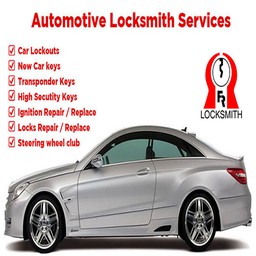 Automotive Locksmith Services
Car Lockouts
New Car keys
Transponder Keys
High Secutity Keys
Ignition Repair / Replace
Locks Repair / Replace
Steering wheel club
FR
LOCKSMITH